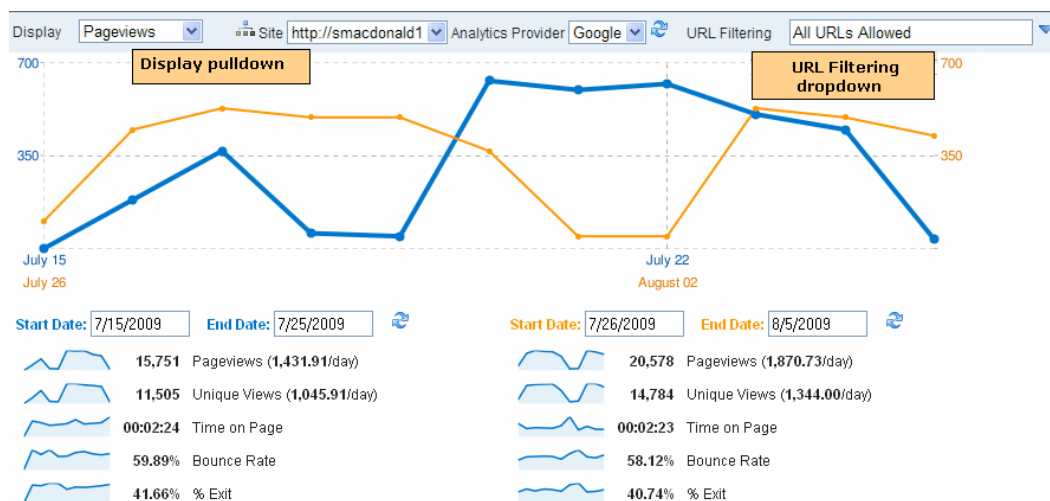 Display Pageviews Site http://smacdonald1 Analytics Provider Google URL Filtering All URLs Allowed
700 Display pulldown URL Filtering 700
dropdown
350 350
July 15 July 22
July 26 August 02
Start Date: 7/15/2009 End Date: 7/25/2009 Start Date: 7/26/2009 End Date: 8/5/2009
15,751 Pageviews (1,431.91/day) 20,578 Pageviews (1,870.73/day)
11,505 Unique Views (1,045.91/day) 14,784 Unique Views (1,344.00/day)
00:02:24 Time on Page 00:02:23 Time on Page
59.89% Bounce Rate 58.12% Bounce Rate
41.66% % Exit 40.74% % Exit